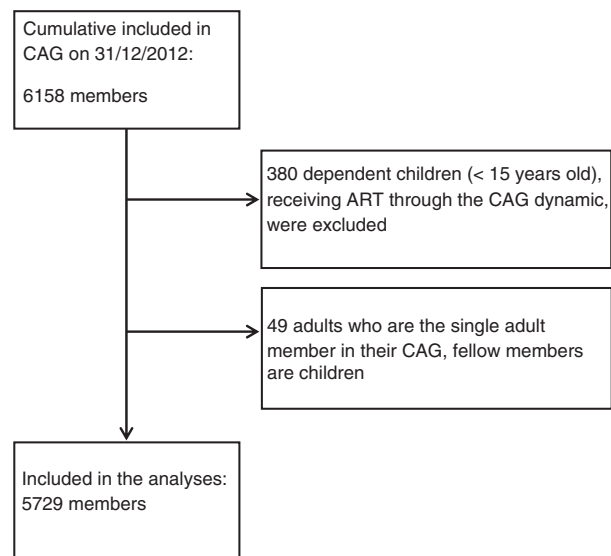 Cumulative included in
CAG on 31/12/2012:
6158 members
380 dependent children (< 15 years old),
receiving ART through the CAG dynamic,
were excluded
49 adults who are the single adult
member in their CAG, fellow members
are children
Included in the analyses:
5729 members